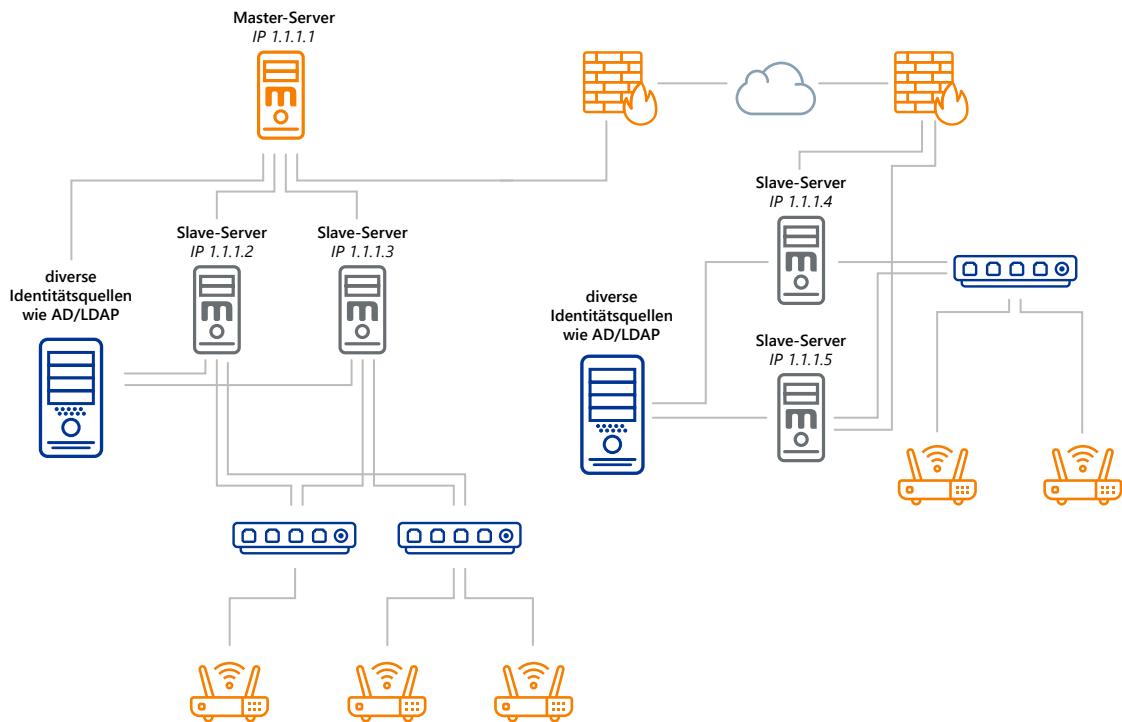 Master-Server
IP 1.1.1.1
Slave-Server
IP 1.1.1.2
Slave-Server
IP 1.1.1.3
diverse
Identitätsquellen
wie AD/LDAP
Slave-Server
IP 1.1.1.4
diverse
Identitätsquellen
wie AD/LDAP
Slave-Server
IP 1.1.1.5